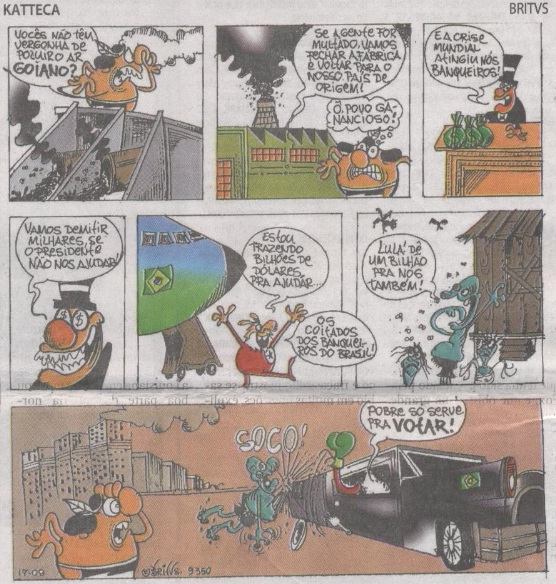 KATTECA
BRITVS
VOCÊS NÃO TÊM
VERGONHA DE
POLUIR O AR
GOIANO?
SE AGENTE FOR
MULTADO, VAMOS
FECHAR A FÁBRICA
E VOLTAR PARA O
NOSSO PAÍS DE
ORIGEM!
Ô, POVO GA-
NANCIOSO!
E A CRISE
MUNDIAL
ATINGIU NÓS
BANQUEIROS!
VAMOS DEMITIR
MILHARES, SE
O PRESIDENTE
NÃO NOS AJUDAR!
ESTOU
TRAZENDO
BILHÕES DE
DÓLARES
PRA AJUDAR...
OS
COITADOS
DOS BANQUEI-
ROS DO BRASIL!
LULA! DÊ
UM BILHÃO
PRA NÓS
TAMBÉM!
SOCO!
POBRE SÓ SERVE
PRA VOTAR!
17-09
©BRITVS 9350